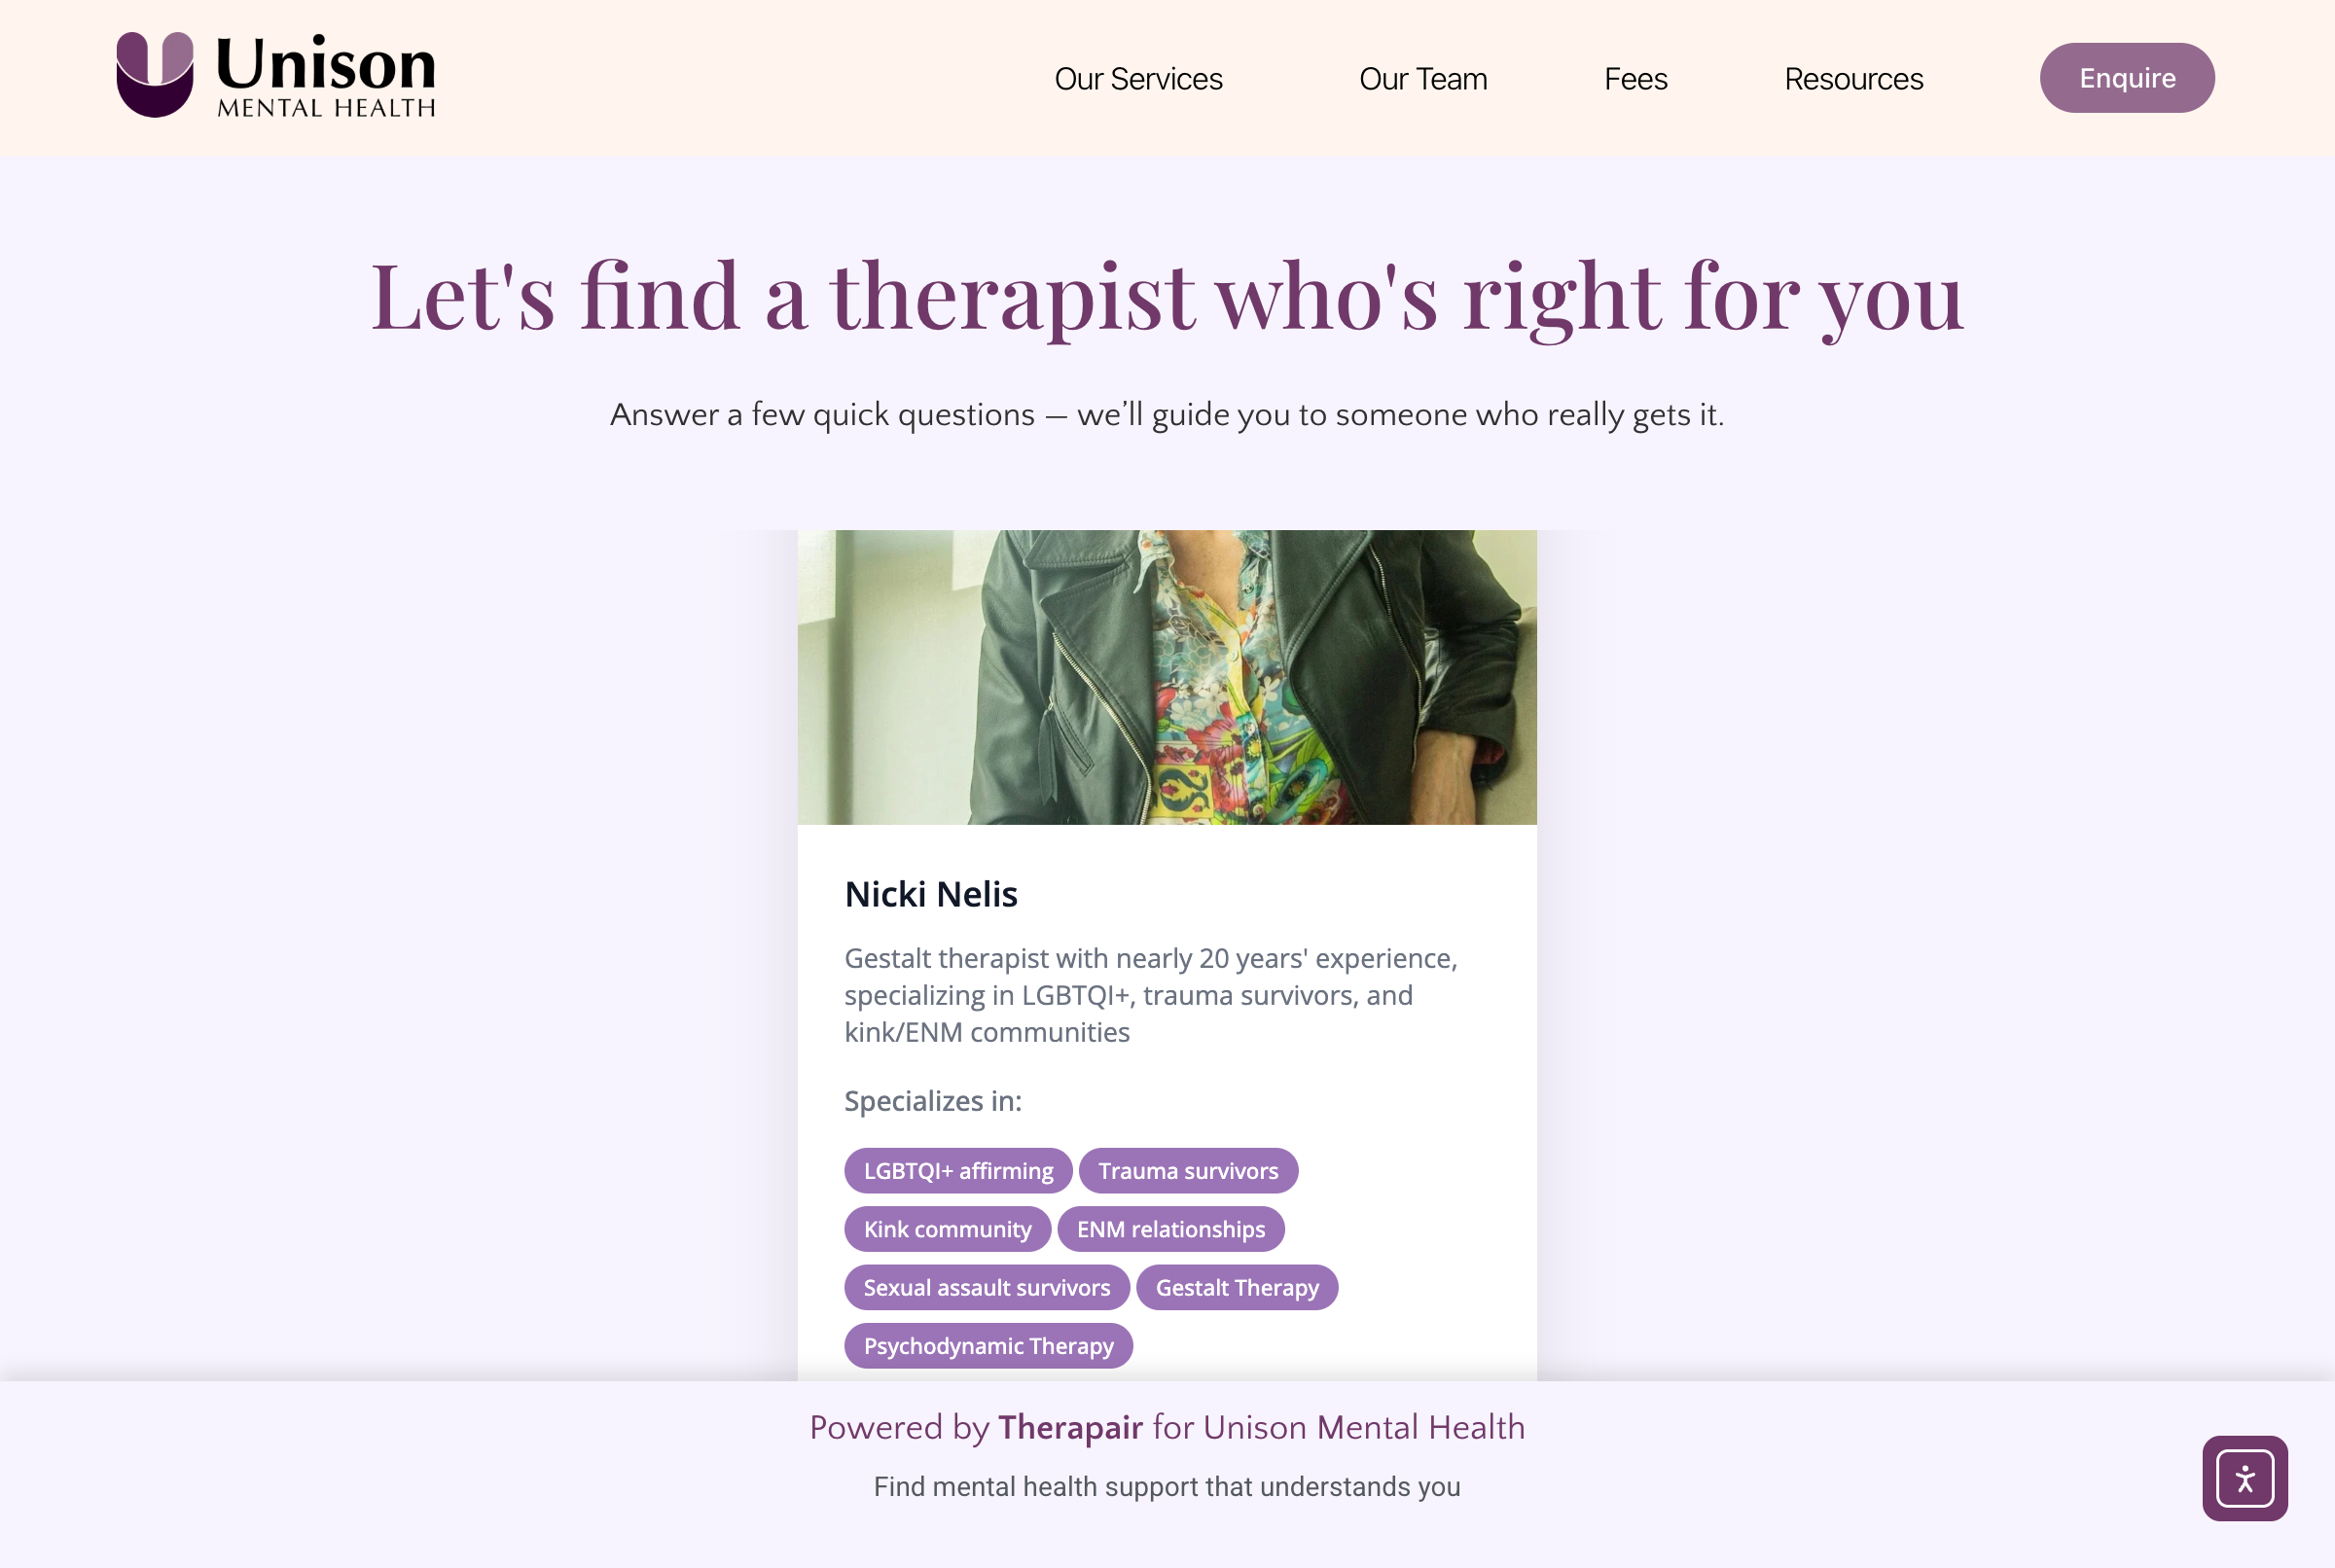 Unison
MENTAL HEALTH
Our Services
Our Team
Fees
Resources
Enquire
Let's find a therapist who's right for you
Answer a few quick questions — we’ll guide you to someone who really gets it.
Nicki Nelis
Gestalt therapist with nearly 20 years' experience,
specializing in LGBTQI+, trauma survivors, and
kink/ENM communities
Specializes in:
LGBTQI+ affirming
Trauma survivors
Kink community
ENM relationships
Sexual assault survivors
Gestalt Therapy
Psychodynamic Therapy
Powered by Therapair for Unison Mental Health
Find mental health support that understands you